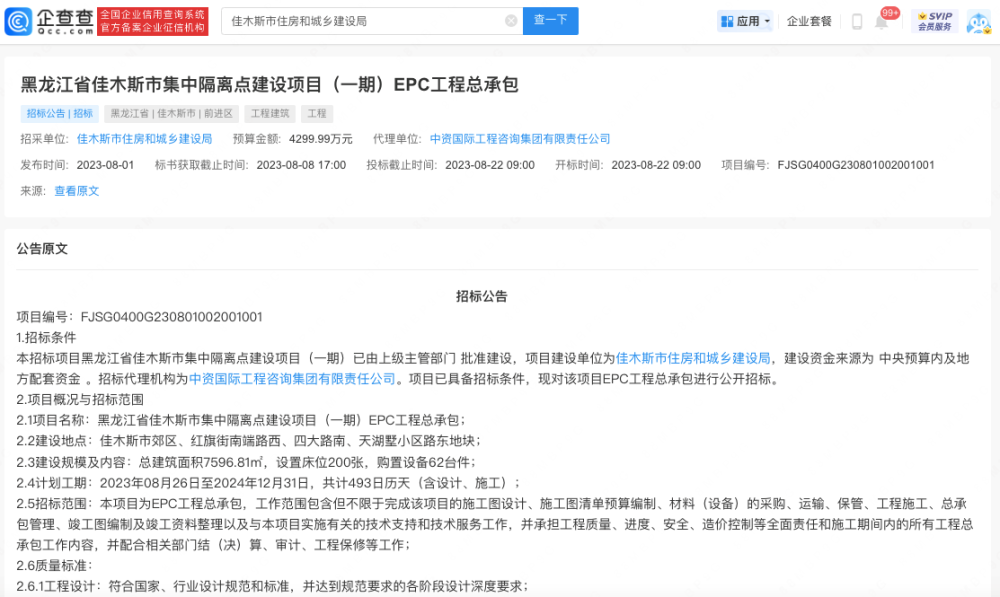 企查查
Qcc.com
全国企业信用查询系统
官方备案企业征信机构
佳木斯市住房和城乡建设局
查一下
应用
企业套餐
99+
SVIP
会员服务
黑龙江省佳木斯市集中隔离点建设项目（一期）EPC工程总承包
招标公告 | 招标 黑龙江省 | 佳木斯市 | 前进区 工程建筑 工程
招采单位: 佳木斯市住房和城乡建设局 预算金额: 4299.99万元 代理单位: 中资国际工程咨询集团有限责任公司
发布时间: 2023-08-01 标书获取截止时间: 2023-08-08 17:00 投标截止时间: 2023-08-22 09:00 开标时间: 2023-08-22 09:00 项目编号: FJSG0400G230801002001001
来源: 查看原文
公告原文
招标公告
项目编号：FJSG0400G230801002001001
1.招标条件
本招标项目黑龙江省佳木斯市集中隔离点建设项目（一期）已由上级主管部门 批准建设，项目建设单位为佳木斯市住房和城乡建设局，建设资金来源为 中央预算内及地
方配套资金 。招标代理机构为中资国际工程咨询集团有限责任公司。项目已具备招标条件，现对该项目EPC工程总承包进行公开招标。
2.项目概况与招标范围
2.1项目名称：黑龙江省佳木斯市集中隔离点建设项目（一期）EPC工程总承包；
2.2建设地点：佳木斯市郊区、红旗街南端路西、四大路南、天湖墅小区路东地块；
2.3建设规模及内容：总建筑面积7596.81㎡，设置床位200张，购置设备62台件；
2.4计划工期：2023年08月26日至2024年12月31日，共计493日历天（含设计、施工）；
2.5招标范围：本项目为EPC工程总承包，工作范围包含但不限于完成该项目的施工图设计、施工图清单预算编制、材料（设备）的采购、运输、保管、工程施工、总承
包管理、竣工图编制及竣工资料整理以及与本项目实施有关的技术支持和技术服务工作，并承担工程质量、进度、安全、造价控制等全面责任和施工期间内的所有工程总
承包工作内容，并配合相关部门结（决）算、审计、工程保修等工作；
2.6质量标准：
2.6.1工程设计：符合国家、行业设计规范和标准，并达到规范要求的各阶段设计深度要求；